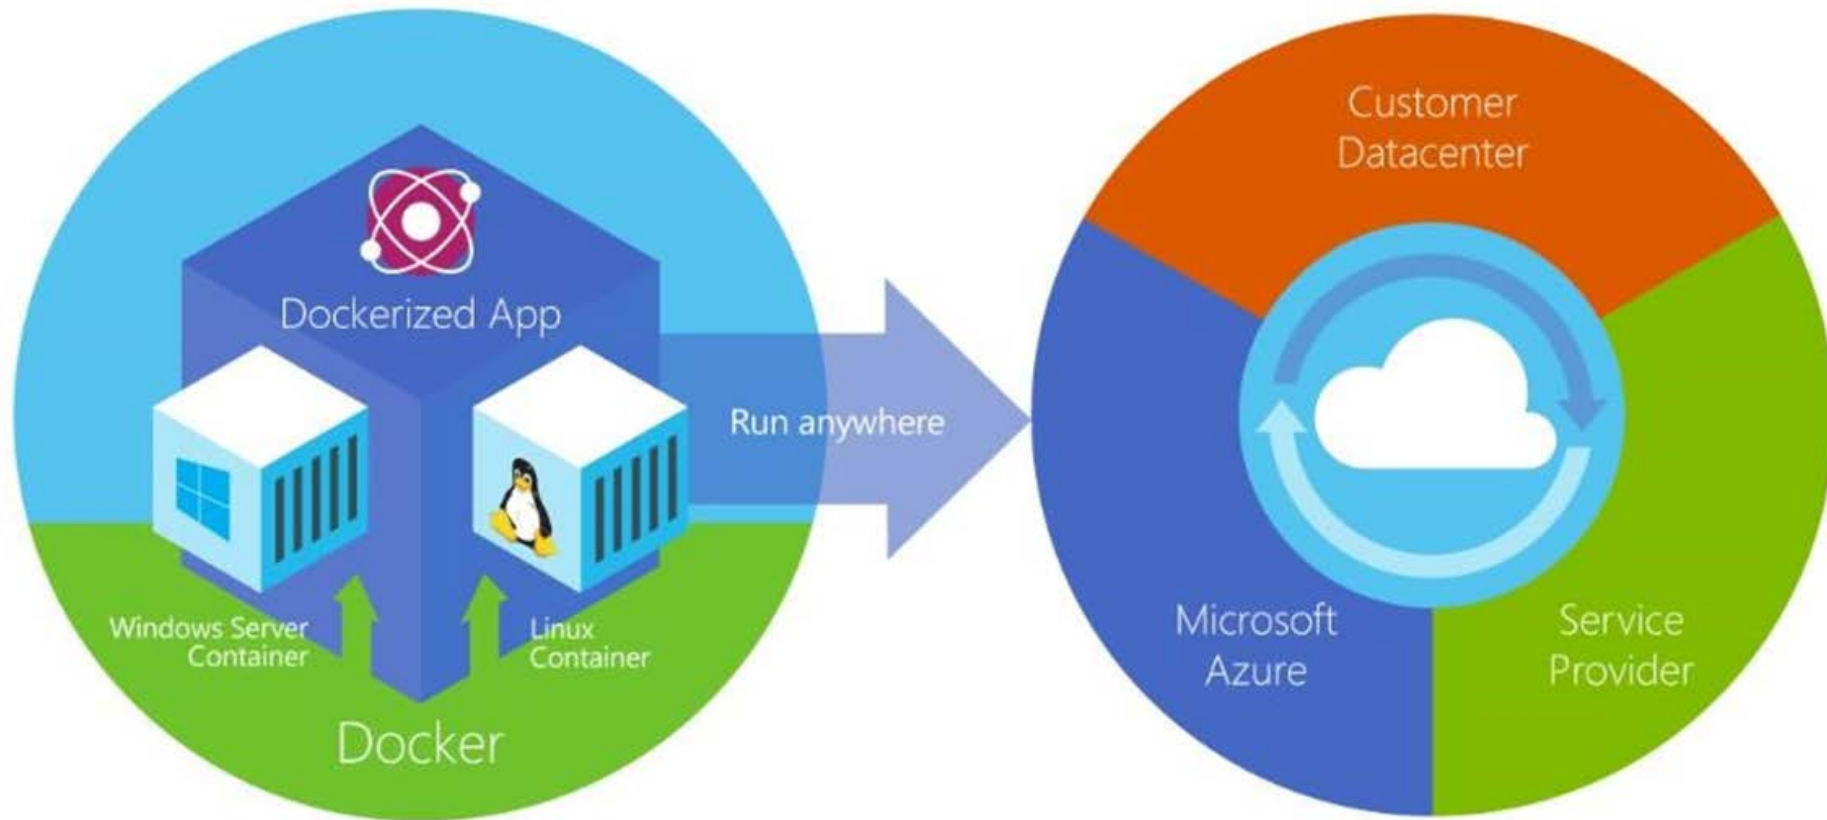 Dockerized App
Windows Server
Container
Linux
Container
Docker
Run anywhere
Customer
Datacenter
Microsoft
Azure
Service
Provider